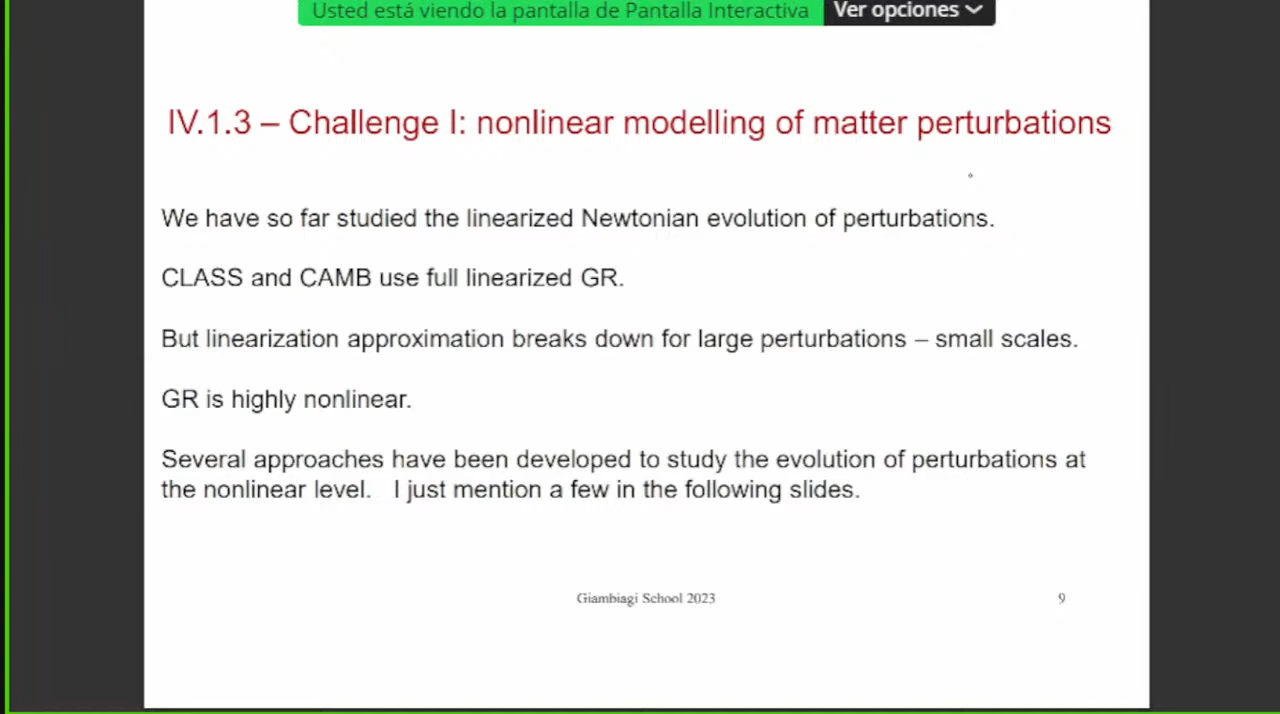 Usted está viendo la pantalla de Pantalla Interactiva Ver opciones
IV.1.3 – Challenge I: nonlinear modelling of matter perturbations
We have so far studied the linearized Newtonian evolution of perturbations.
CLASS and CAMB use full linearized GR.
But linearization approximation breaks down for large perturbations – small scales.
GR is highly nonlinear.
Several approaches have been developed to study the evolution of perturbations at
the nonlinear level. I just mention a few in the following slides.
Giambiagi School 2023 9